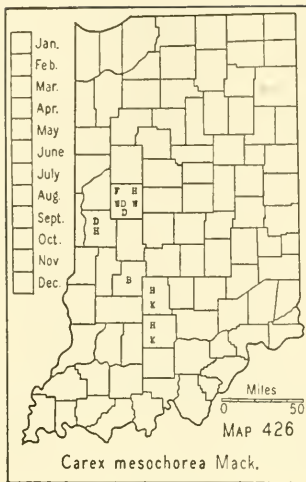 Jan.
Feb.
Mar.
Apr.
May
June
July
Aug.
Sept.
Oct.
Nov
Dec.
F H
WD W
D
D
H
B
H
K
H
K
Miles
0 50
MAP 426
Carex mesochorea Mack.